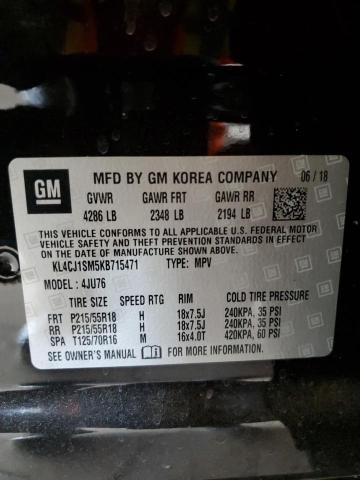 GM
MFD BY GM KOREA COMPANY 06 / 18
GVWR GAWR FRT GAWR RR
4286 LB 2348 LB 2194 LB
THIS VEHICLE CONFORMS TO ALL APPLICABLE
U.S. FEDERAL MOTOR VEHICLE SAFETY, BUMPER,
AND THEFT PREVENTION STANDARDS IN EFFECT ON THE
DATE OF MANUFACTURE SHOWN ABOVE.
KL4CJ1SM5KB715471 TYPE: MPV
MODEL : 4JU76
TIRE SIZE SPEED RTG RIM COLD TIRE PRESSURE
FRT P215/55R18 H 18x7.5J 240KPA, 35 PSI
RR P215/55R18 H 18x7.5J 240KPA, 35 PSI
SPA T125/70R16 M 16x4.0T 420KPA, 60 PSI
SEE OWNER'S MANUAL FOR MORE INFORMATION.